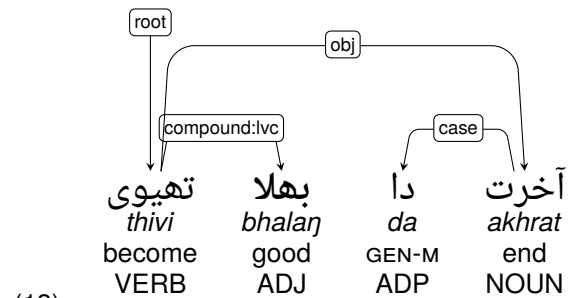 root
obj
compound:lvc case
تھیوی بھلا دا آخرت
thivi bhalaŋ da akhrat
become good GEN-M end
VERB ADJ ADP NOUN